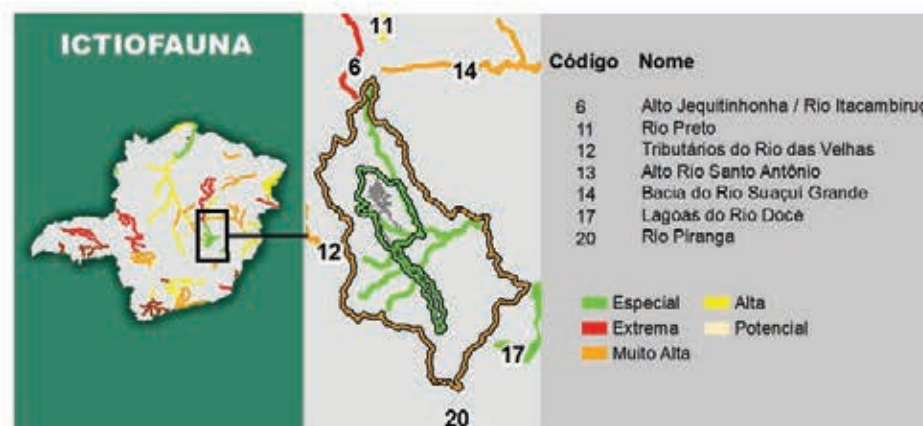 ICTIOFAUNA
11
6
14
12
17
20
Código Nome
6 Alto Jequitinhonha / Rio Itacambiruç
11 Rio Preto
12 Tributários do Rio das Velhas
13 Alto Rio Santo Antônio
14 Bacia do Rio Suaçuí Grande
17 Lagoas do Rio Doce
20 Rio Piranga
Especial Alta
Extrema Potencial
Muito Alta